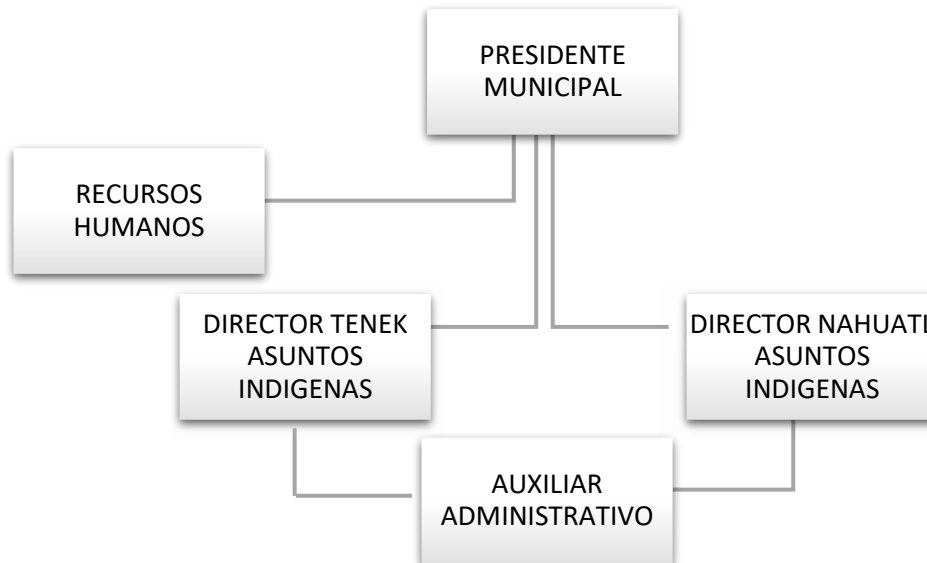 PRESIDENTE
MUNICIPAL
RECURSOS
HUMANOS
DIRECTOR TENEK
ASUNTOS
INDIGENAS
DIRECTOR NAHUATL
ASUNTOS
INDIGENAS
AUXILIAR
ADMINISTRATIVO